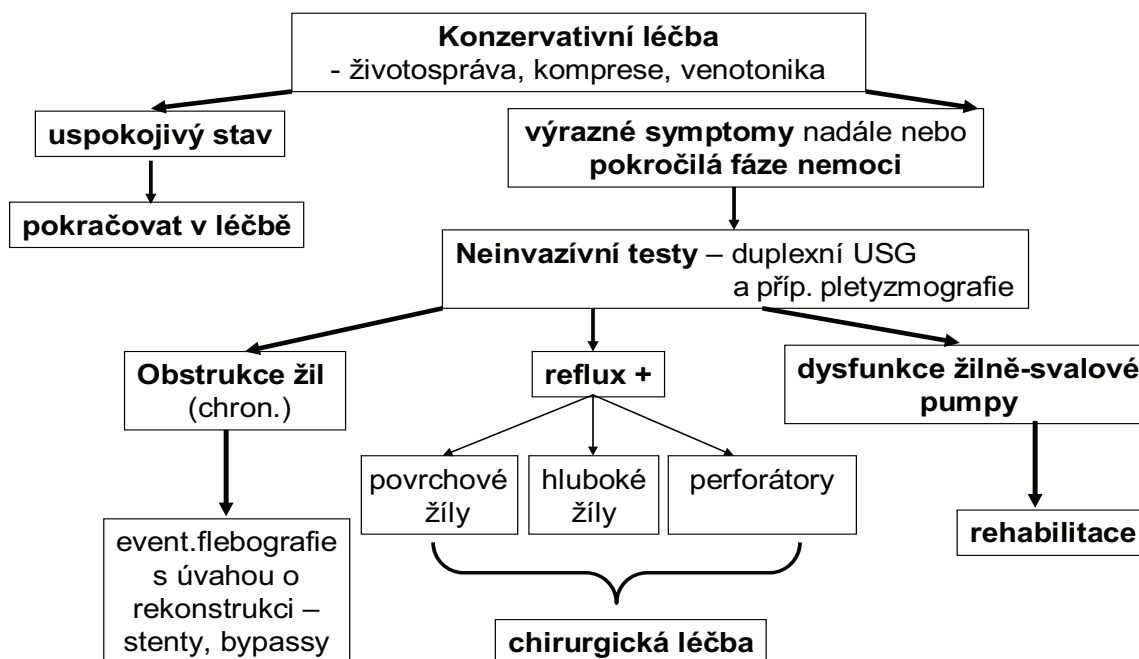 Konzervativní léčba
- životospráva, komprese, venotonika
uspokojivý stav
výrazné symptomy nadále nebo
pokročilá fáze nemoci
pokračovat v léčbě
Neinvazívní testy – duplexní USG
a příp. pletyzmografie
Obstrukce žil
(chron.)
reflux +
dysfunkce žilně-svalové
pumpy
povrchové
žíly
hluboké
žíly
perforátory
event.flebografie
s úvahou o
rekonstrukci –
stenty, bypassy
rehabilitace
chirurgická léčba